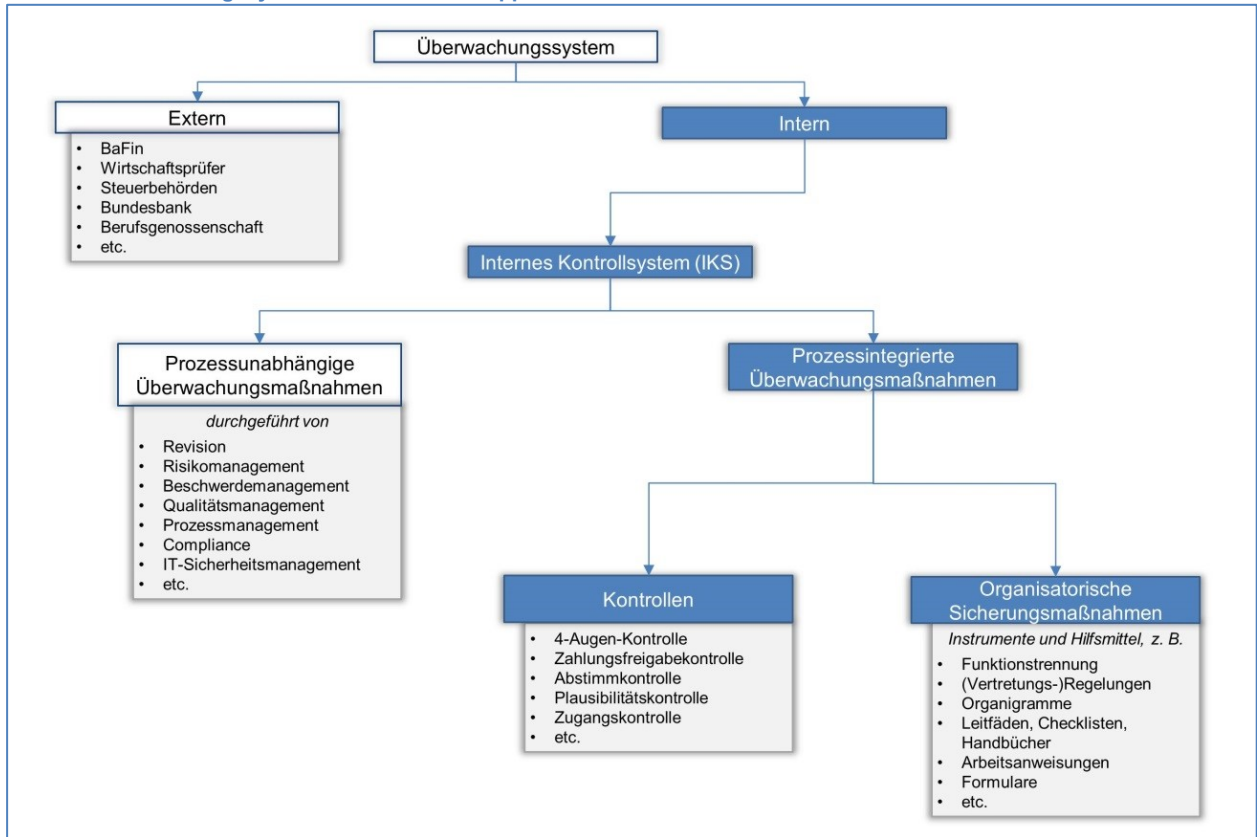 Überwachungssystem
Extern
• BaFin
• Wirtschaftsprüfer
• Steuerbehörden
• Bundesbank
• Berufsgenossenschaft
• etc.
Intern
Internes Kontrollsystem (IKS)
Prozessunabhängige
Überwachungsmaßnahmen
durchgeführt von
• Revision
• Risikomanagement
• Beschwerdemanagement
• Qualitätsmanagement
• Prozessmanagement
• Compliance
• IT-Sicherheitsmanagement
• etc.
Prozessintegrierte
Überwachungsmaßnahmen
Kontrollen
• 4-Augen-Kontrolle
• Zahlungsfreigabekontrolle
• Abstimmkontrolle
• Plausibilitätskontrolle
• Zugangskontrolle
• etc.
Organisatorische
Sicherungsmaßnahmen
Instrumente und Hilfsmittel, z. B.
• Funktionstrennung
• (Vertretungs-)Regelungen
• Organigramme
• Leitfäden, Checklisten,
Handbücher
• Arbeitsanweisungen
• Formulare
• etc.